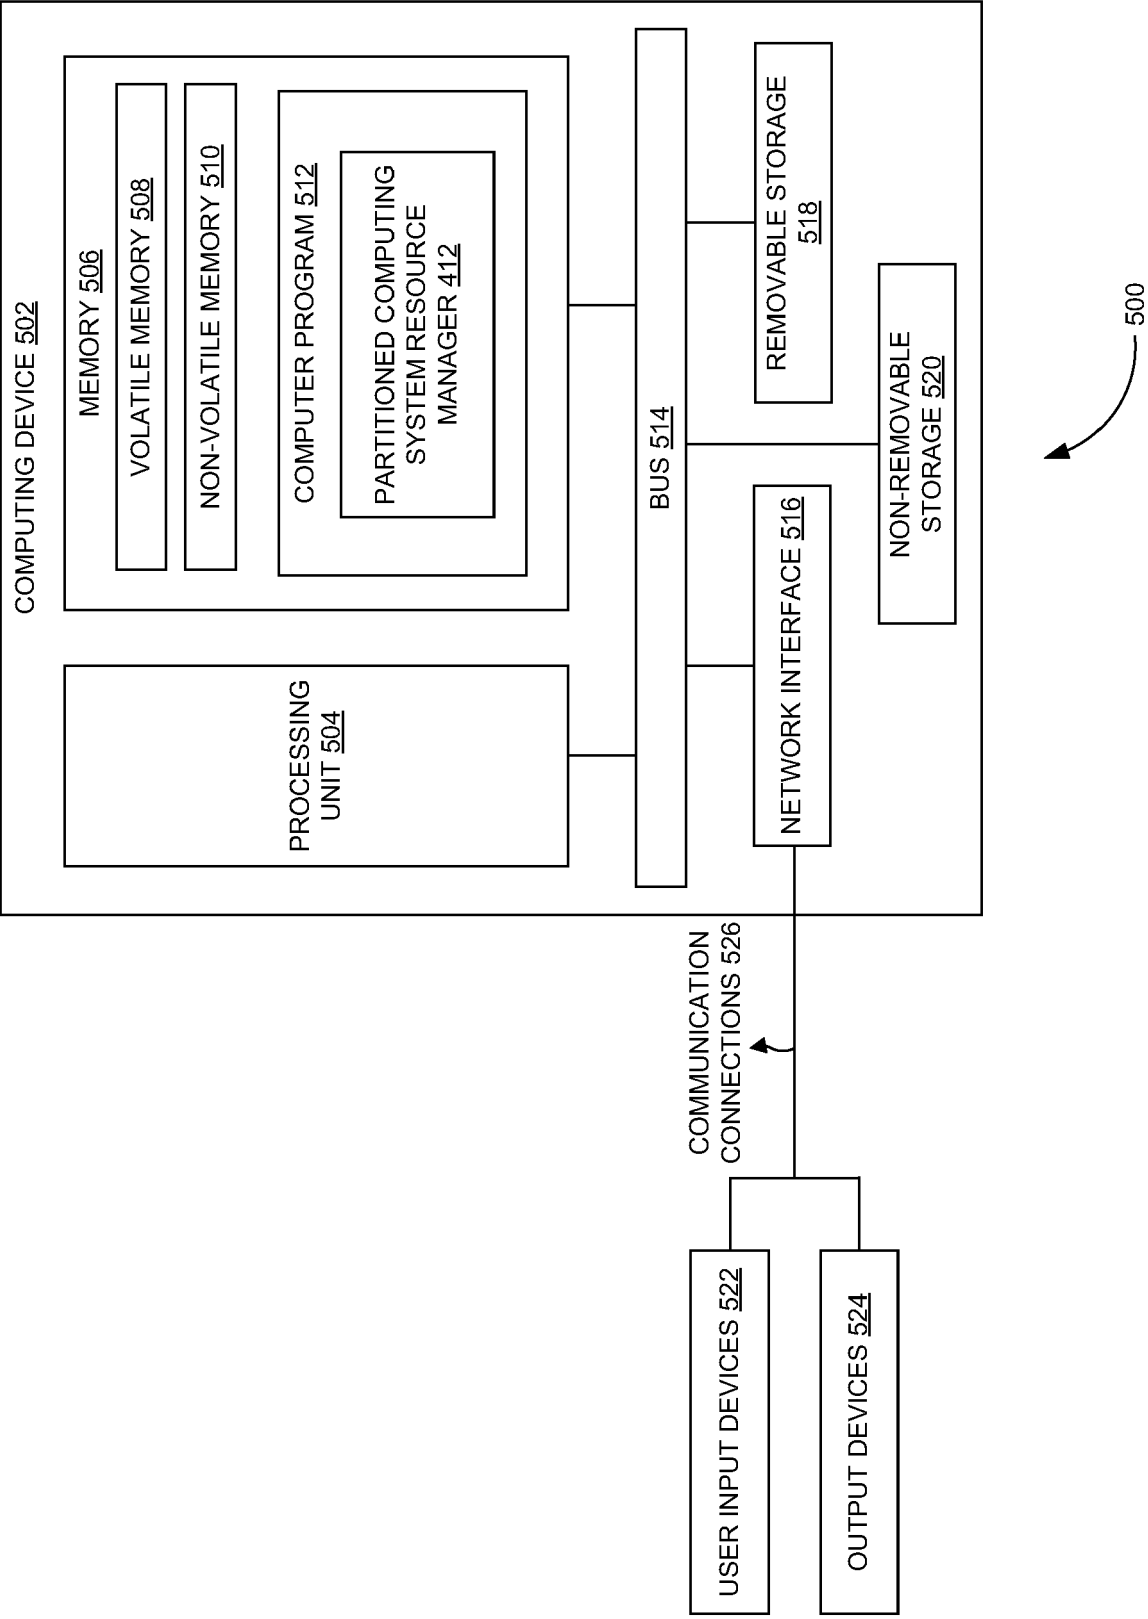 COMPUTING DEVICE 502
MEMORY 506
VOLATILE MEMORY 508
NON-VOLATILE MEMORY 510
COMPUTER PROGRAM 512
PARTITIONED COMPUTING
SYSTEM RESOURCE
MANAGER 412
PROCESSING
UNIT 504
BUS 514
COMMUNICATION
CONNECTIONS 526
USER INPUT DEVICES 522
OUTPUT DEVICES 524
NETWORK INTERFACE 516
REMOVABLE STORAGE
518
NON-REMOVABLE
STORAGE 520
500